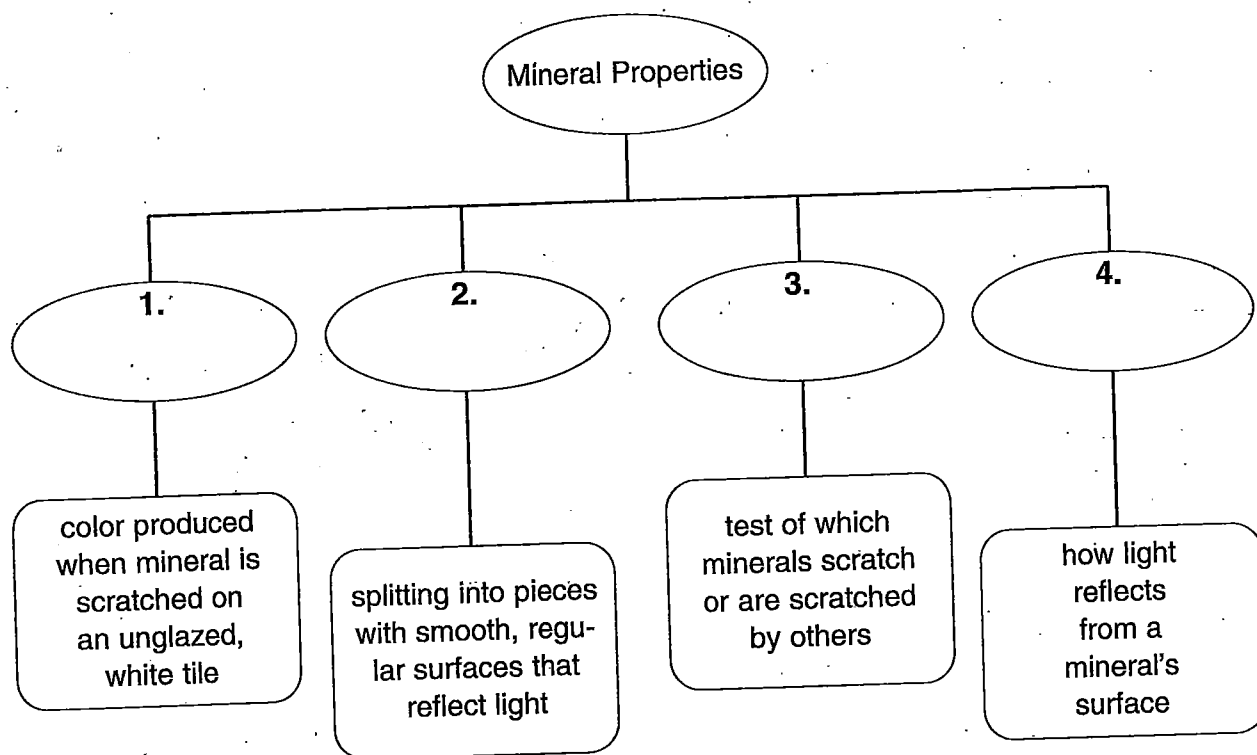 Mineral Properties
1.
2.
3.
4.
color produced
when mineral is
scratched on
an unglazed,
white tile
splitting into pieces
with smooth, regu-
lar surfaces that
reflect light
test of which
minerals scratch
or are scratched
by others
how light
reflects
from a
mineral's
surface